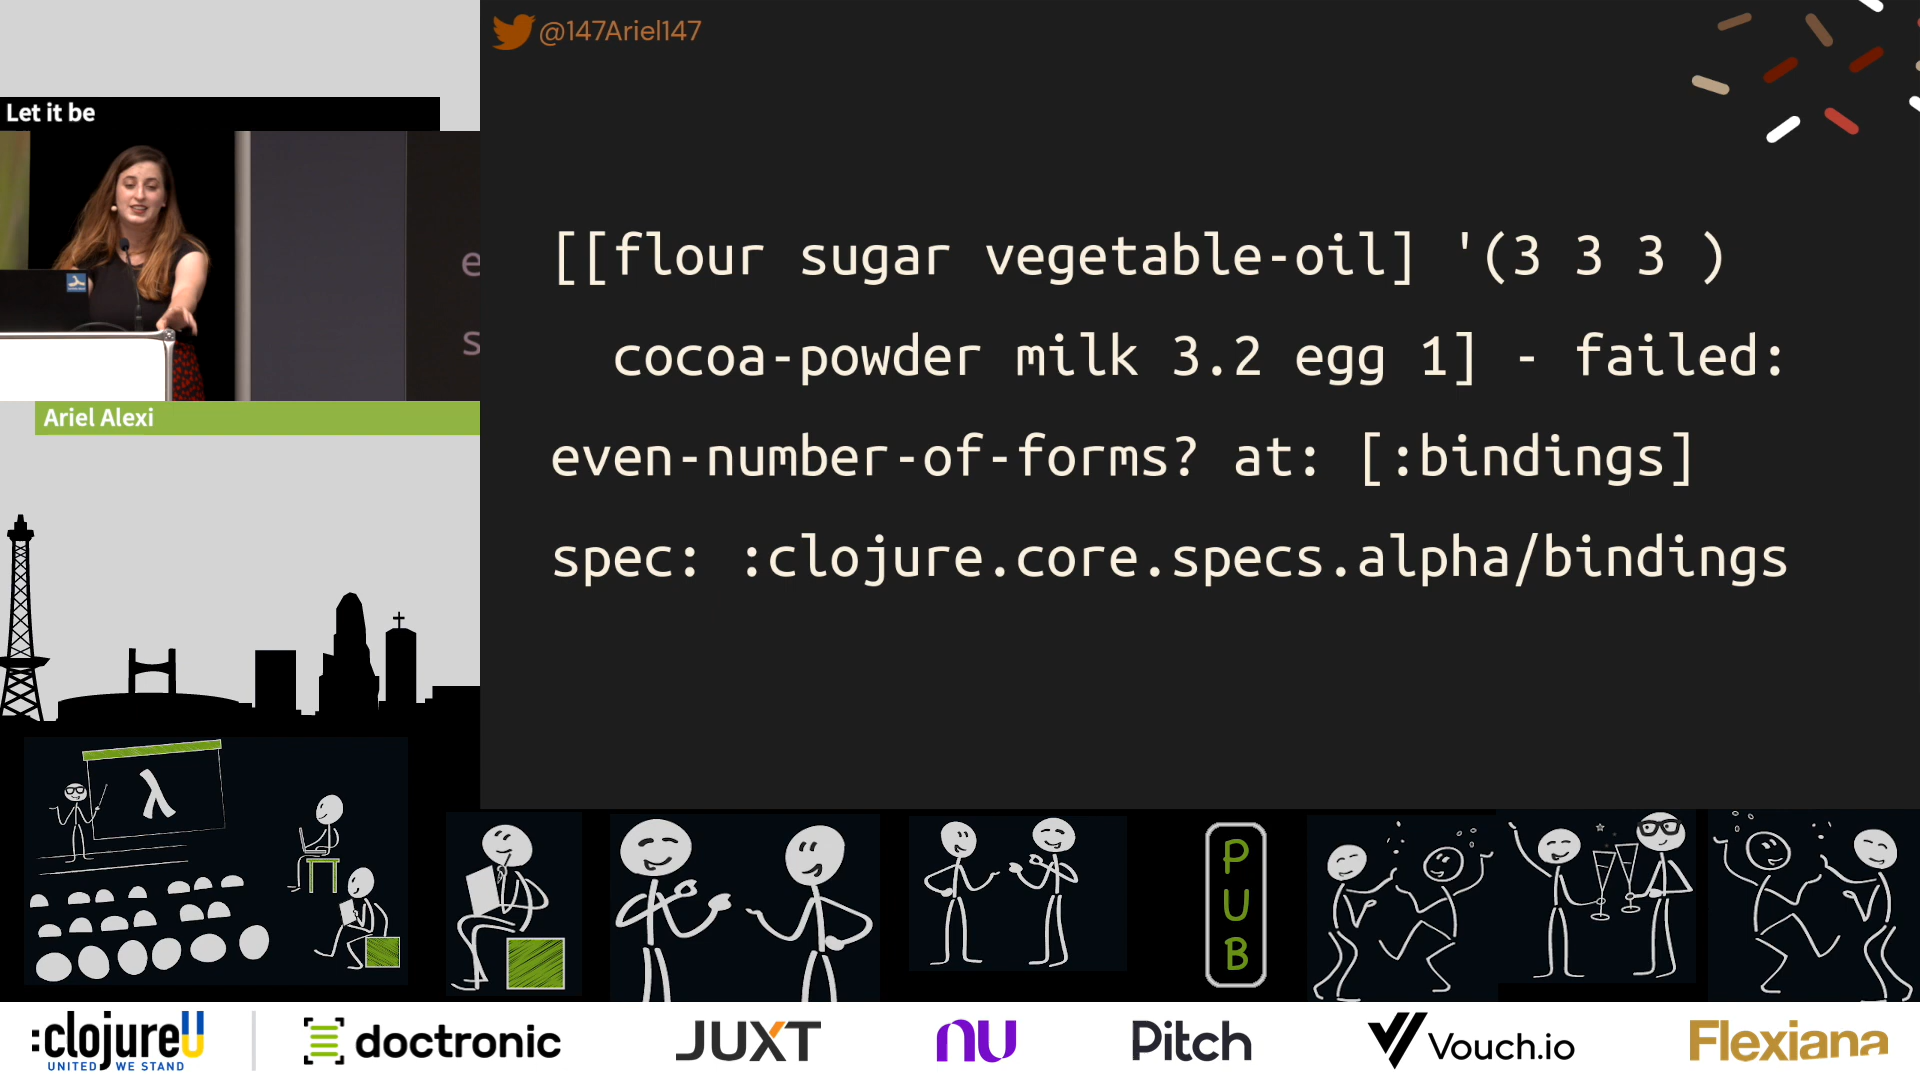 @147Ariel147
Let it be
e
s
Ariel Alexi
[[flour sugar vegetable-oil] '(3 3 3 )
cocoa-powder milk 3.2 egg 1] - failed:
even-number-of-forms? at: [:bindings]
spec: :clojure.core.specs.alpha/bindings
λ
PUB
:clojureU
UNITED WE STAND
doctronic
JUXT
nu
Pitch
Vouch.io
Flexiana